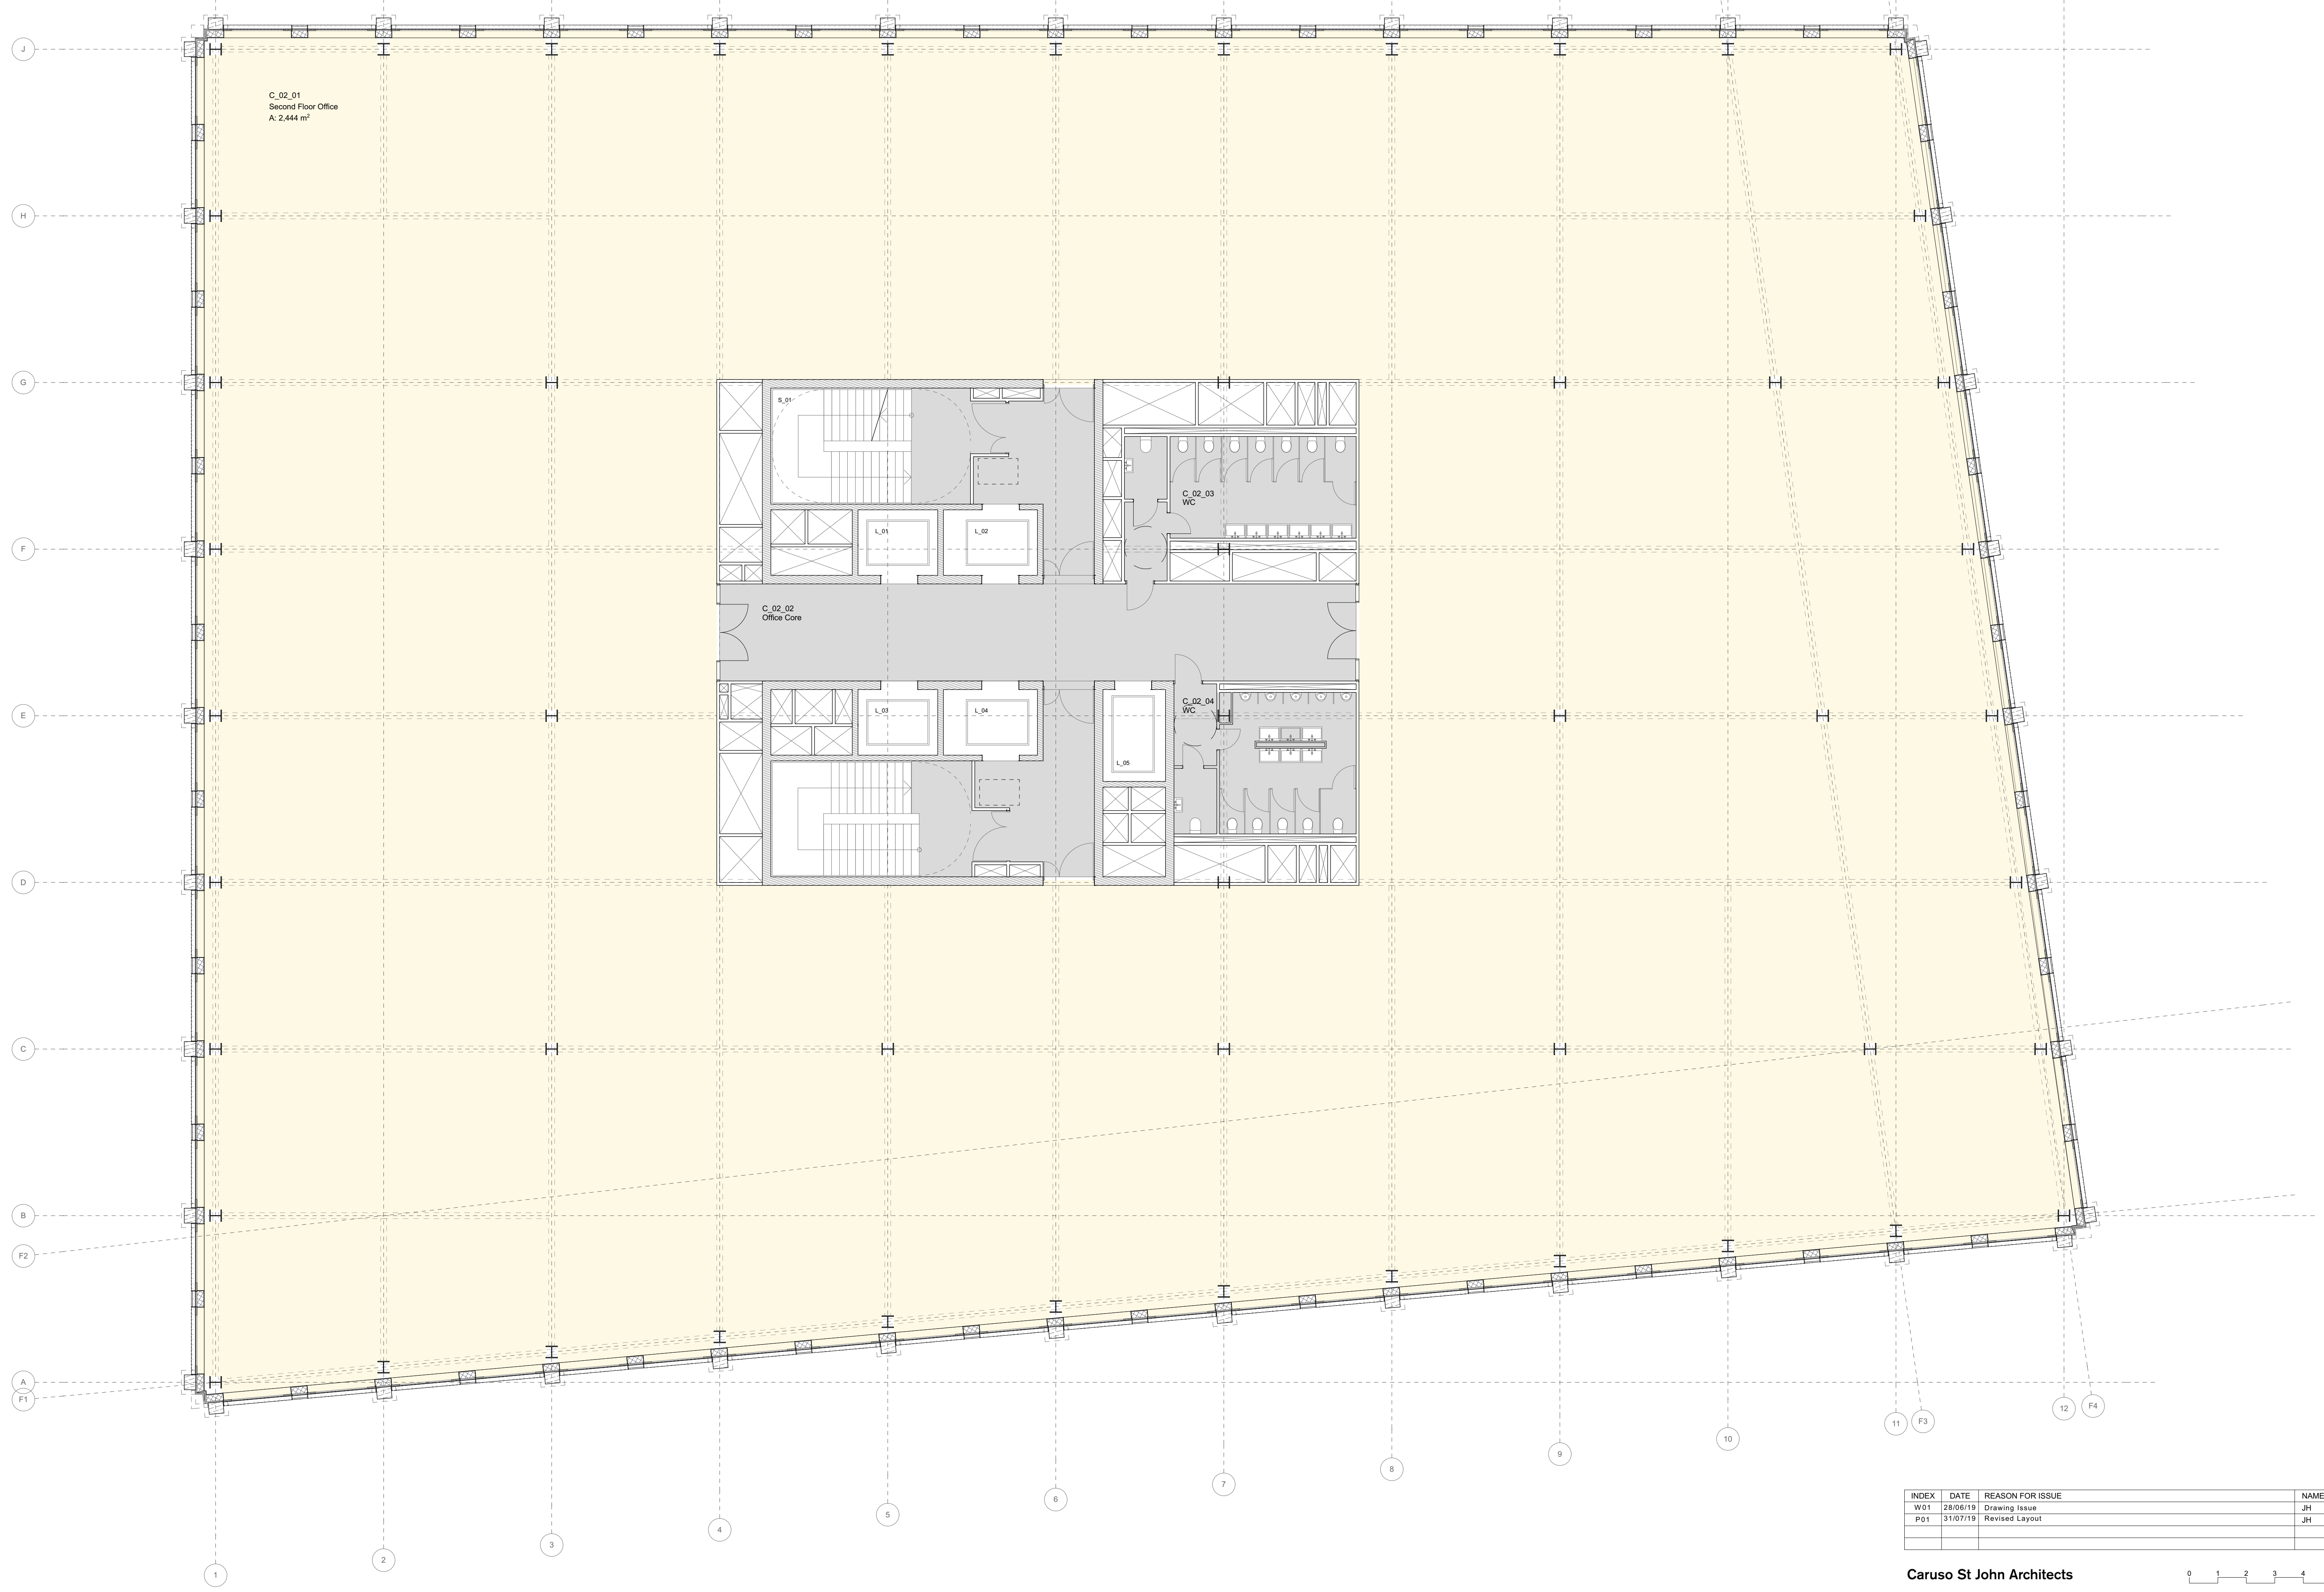 J
C_02_01
Second Floor Office
A: 2,444 m²
H
G
S_01
C_02_03
WC
L_01
L_02
F
C_02_02
Office Core
E
L_03
L_04
C_02_04
WC
L_05
D
C
B
F2
A
F1
1
2
3
4
5
6
7
8
9
10
11
F3
12
F4
INDEX DATE REASON FOR ISSUE NAME
W01 28/06/19 Drawing Issue JH
P01 31/07/19 Revised Layout JH
Caruso St John Architects
0 1 2 3 4